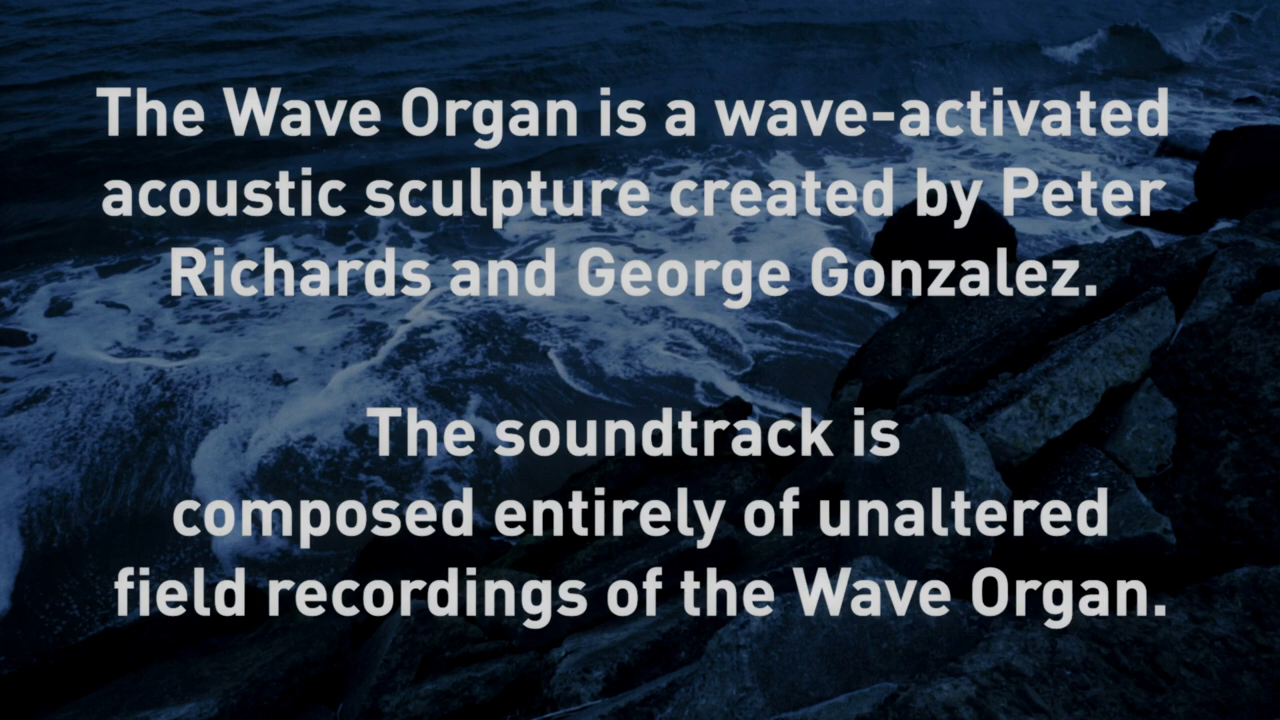 The Wave Organ is a wave-activated
acoustic sculpture created by Peter
Richards and George Gonzalez.
The soundtrack is
composed entirely of unaltered
field recordings of the Wave Organ.